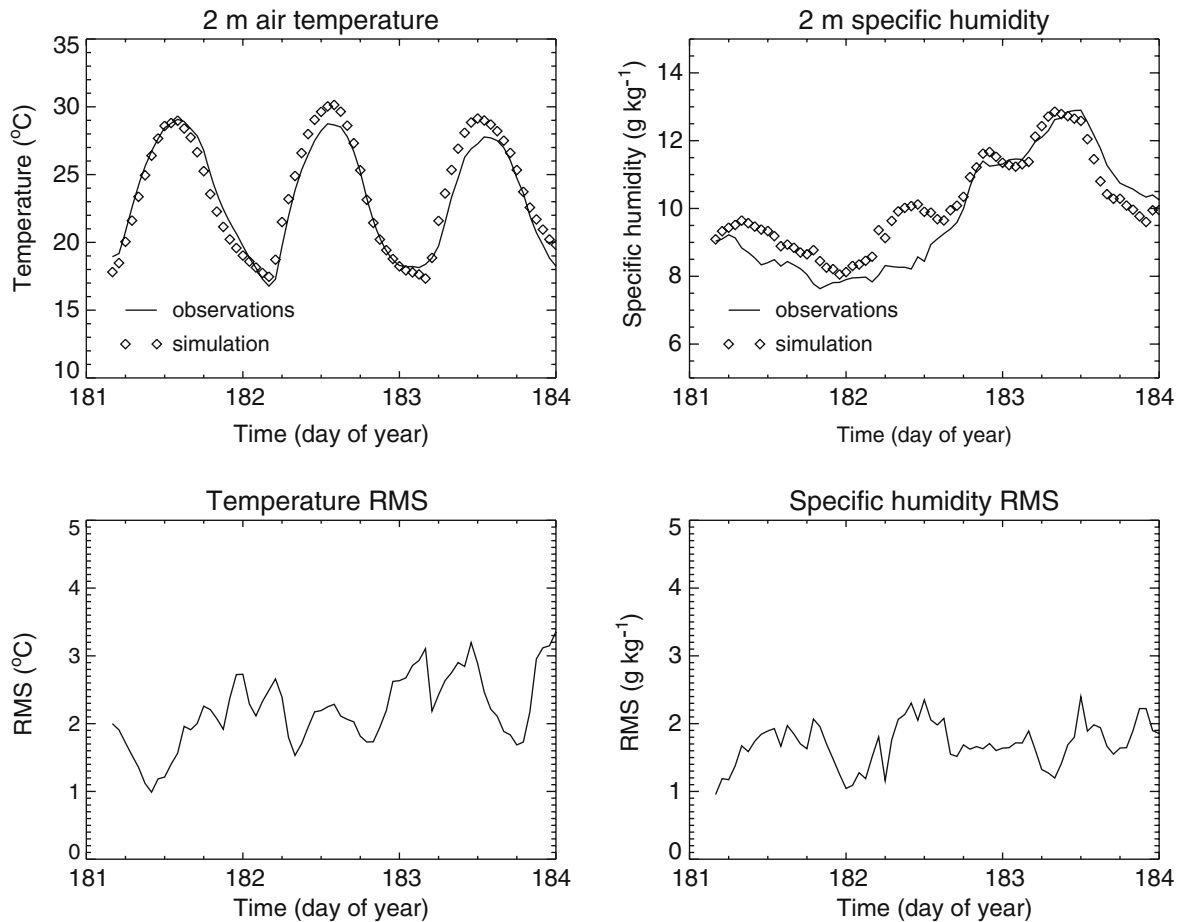 2 m air temperature
35
30
25
20
15
10
Temperature (°C)
observations
simulation
181 182 183 184
Time (day of year)
2 m specific humidity
14
12
10
8
6
Specific humidity (g kg⁻¹)
observations
simulation
181 182 183 184
Time (day of year)
Temperature RMS
5
4
3
2
1
0
RMS (°C)
181 182 183 184
Time (day of year)
Specific humidity RMS
5
4
3
2
1
0
RMS (g kg⁻¹)
181 182 183 184
Time (day of year)